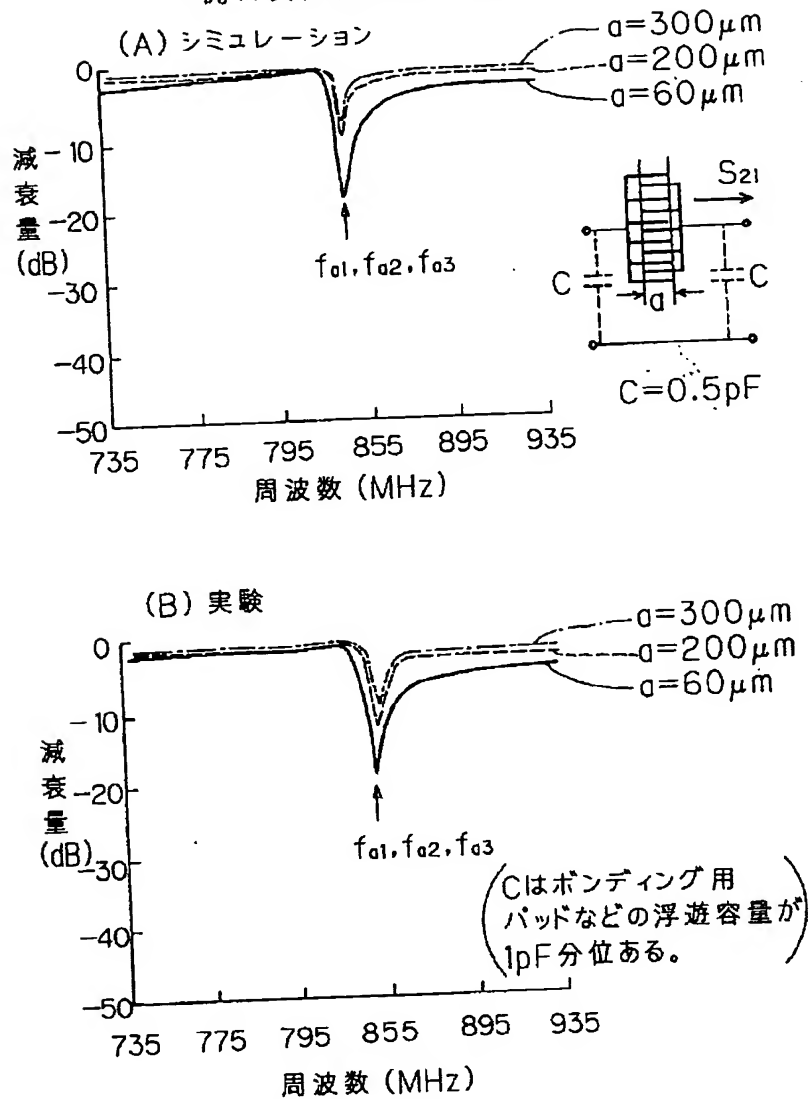 (A) シミュレーション
a=300μm
a=200μm
a=60μm
0
-10
-20
-30
-40
-50
減衰量(dB)
fa1,fa2,fa3
S21
C
C
a
C=0.5pF
735 775 795 855 895 935
周波数(MHz)
(B) 実験
a=300μm
a=200μm
a=60μm
0
-10
-20
-30
-40
-50
減衰量(dB)
fa1,fa2,fa3
(Cはボンディング用
パッドなどの浮遊容量が
1pF分位ある。)
735 775 795 855 895 935
周波数(MHz)